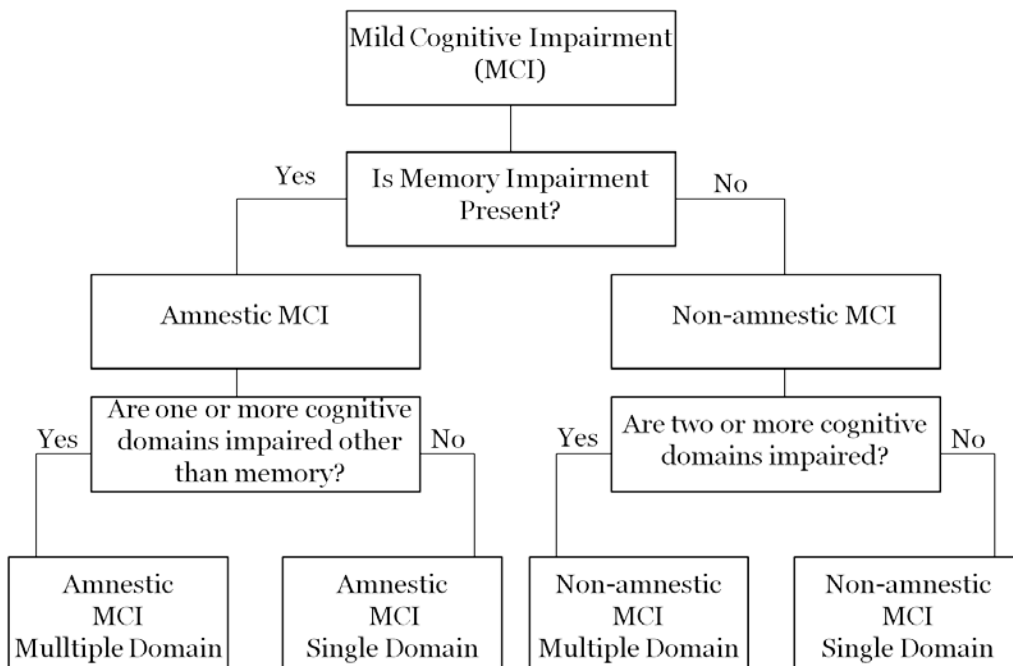 Mild Cognitive Impairment
(MCI)
Yes
Is Memory Impairment
Present?
No
Amnestic MCI
Non-amnestic MCI
Yes
Are one or more cognitive
domains impaired other
than memory?
No
Yes
Are two or more cognitive
domains impaired?
No
Amnestic
MCI
Mulltiple Domain
Amnestic
MCI
Single Domain
Non-amnestic
MCI
Multiple Domain
Non-amnestic
MCI
Single Domain